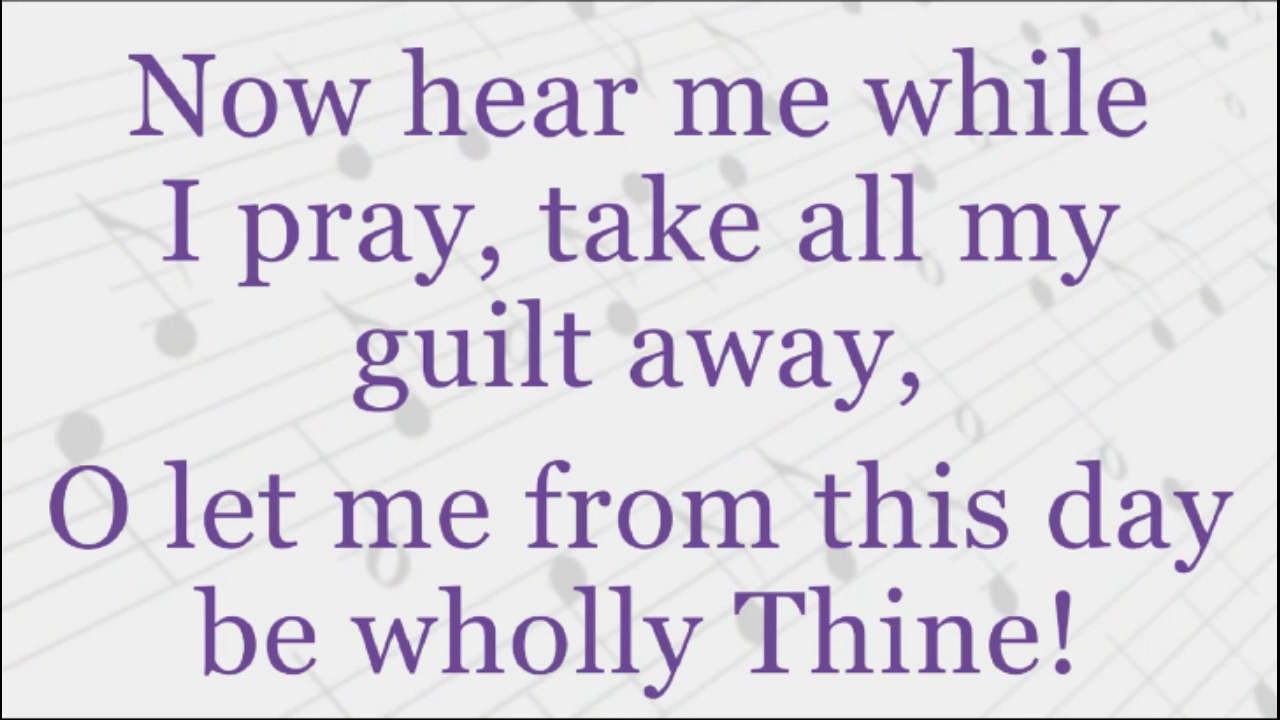 Now hear me while
I pray, take all my
guilt away,
O let me from this day
be wholly Thine!